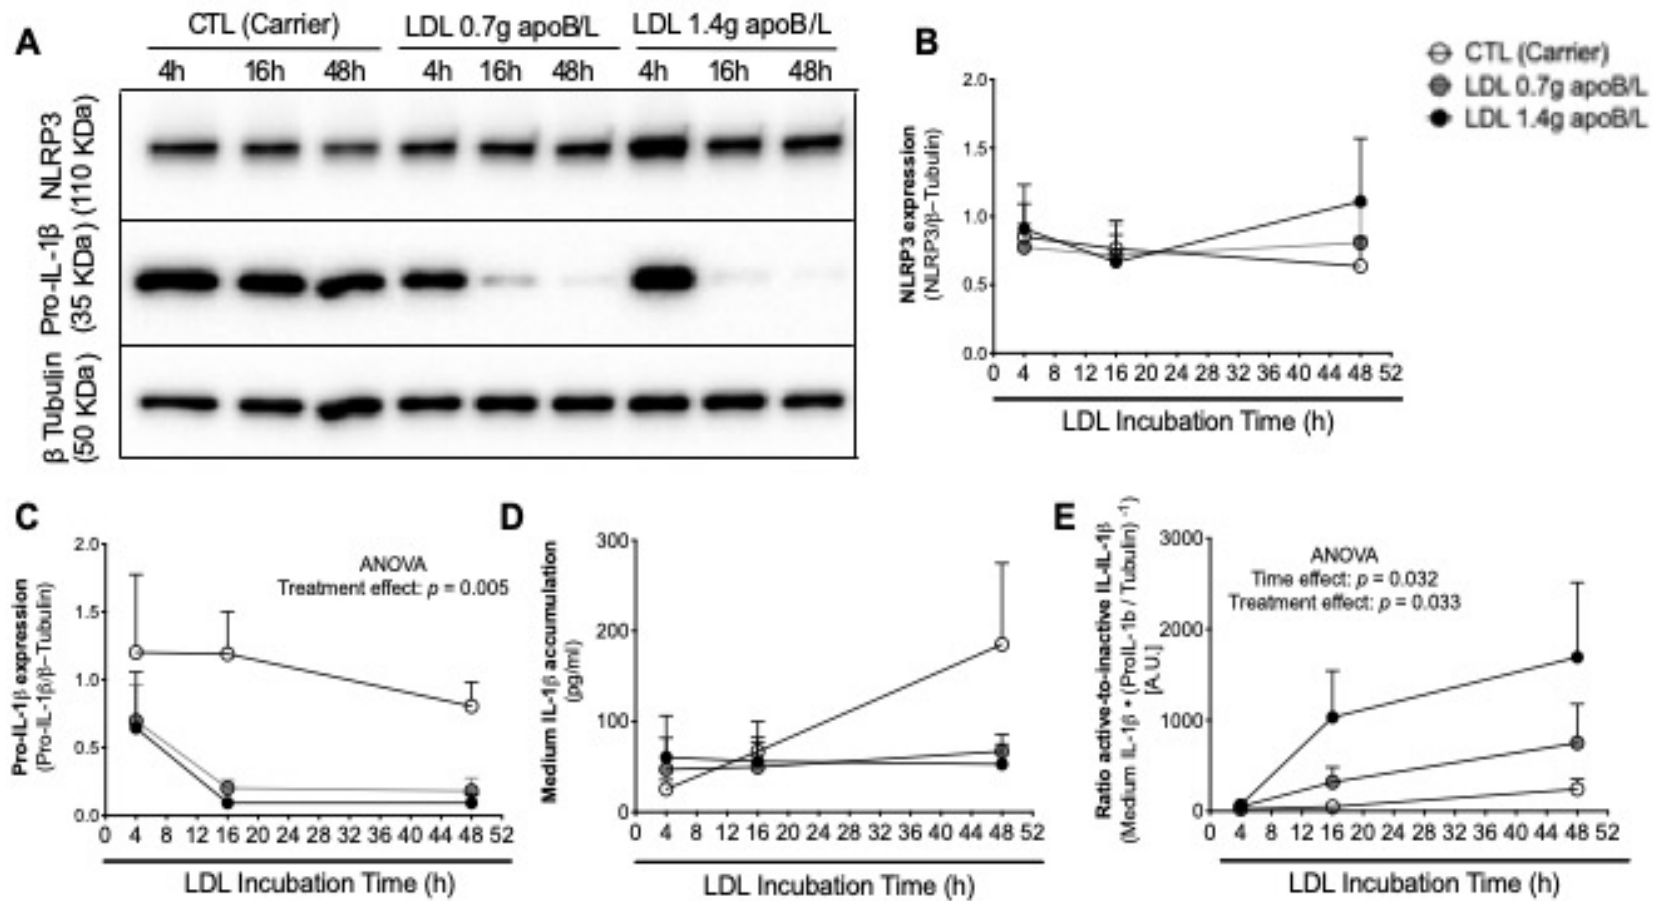 A
CTL (Carrier)
LDL 0.7g apoB/L
LDL 1.4g apoB/L
4h 16h 48h 4h 16h 48h 4h 16h 48h
NLRP3
(110 KDa)
Pro-IL-1β
(35 KDa)
β Tubulin
(50 KDa)
B
CTL (Carrier)
LDL 0.7g apoB/L
LDL 1.4g apoB/L
NLRP3 expression
(NLRP3/β–Tubulin)
2.0
1.5
1.0
0.5
0.0
0 4 8 12 16 20 24 28 32 36 40 44 48 52
LDL Incubation Time (h)
C
Pro-IL-1β expression
(Pro-IL-1β/β–Tubulin)
ANOVA
Treatment effect: p = 0.005
2.0
1.5
1.0
0.5
0.0
0 4 8 12 16 20 24 28 32 36 40 44 48 52
LDL Incubation Time (h)
D
Medium IL-1β accumulation
(pg/ml)
300
200
100
0
0 4 8 12 16 20 24 28 32 36 40 44 48 52
LDL Incubation Time (h)
E
Ratio active-to-inactive IL-IL-1β
(Medium IL-1β • (ProIL-1b / Tubulin) -1)
[A.U.]
ANOVA
Time effect: p = 0.032
Treatment effect: p = 0.033
3000
2000
1000
0
0 4 8 12 16 20 24 28 32 36 40 44 48 52
LDL Incubation Time (h)